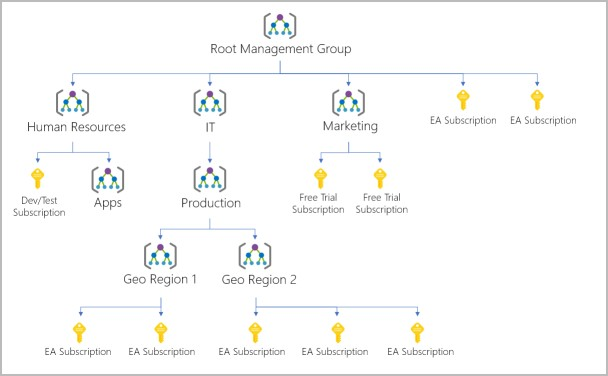 Root Management Group
Human Resources
IT
Marketing
EA Subscription
EA Subscription
Dev/Test
Subscription
Apps
Production
Free Trial
Subscription
Free Trial
Subscription
Geo Region 1
Geo Region 2
EA Subscription
EA Subscription
EA Subscription
EA Subscription
EA Subscription